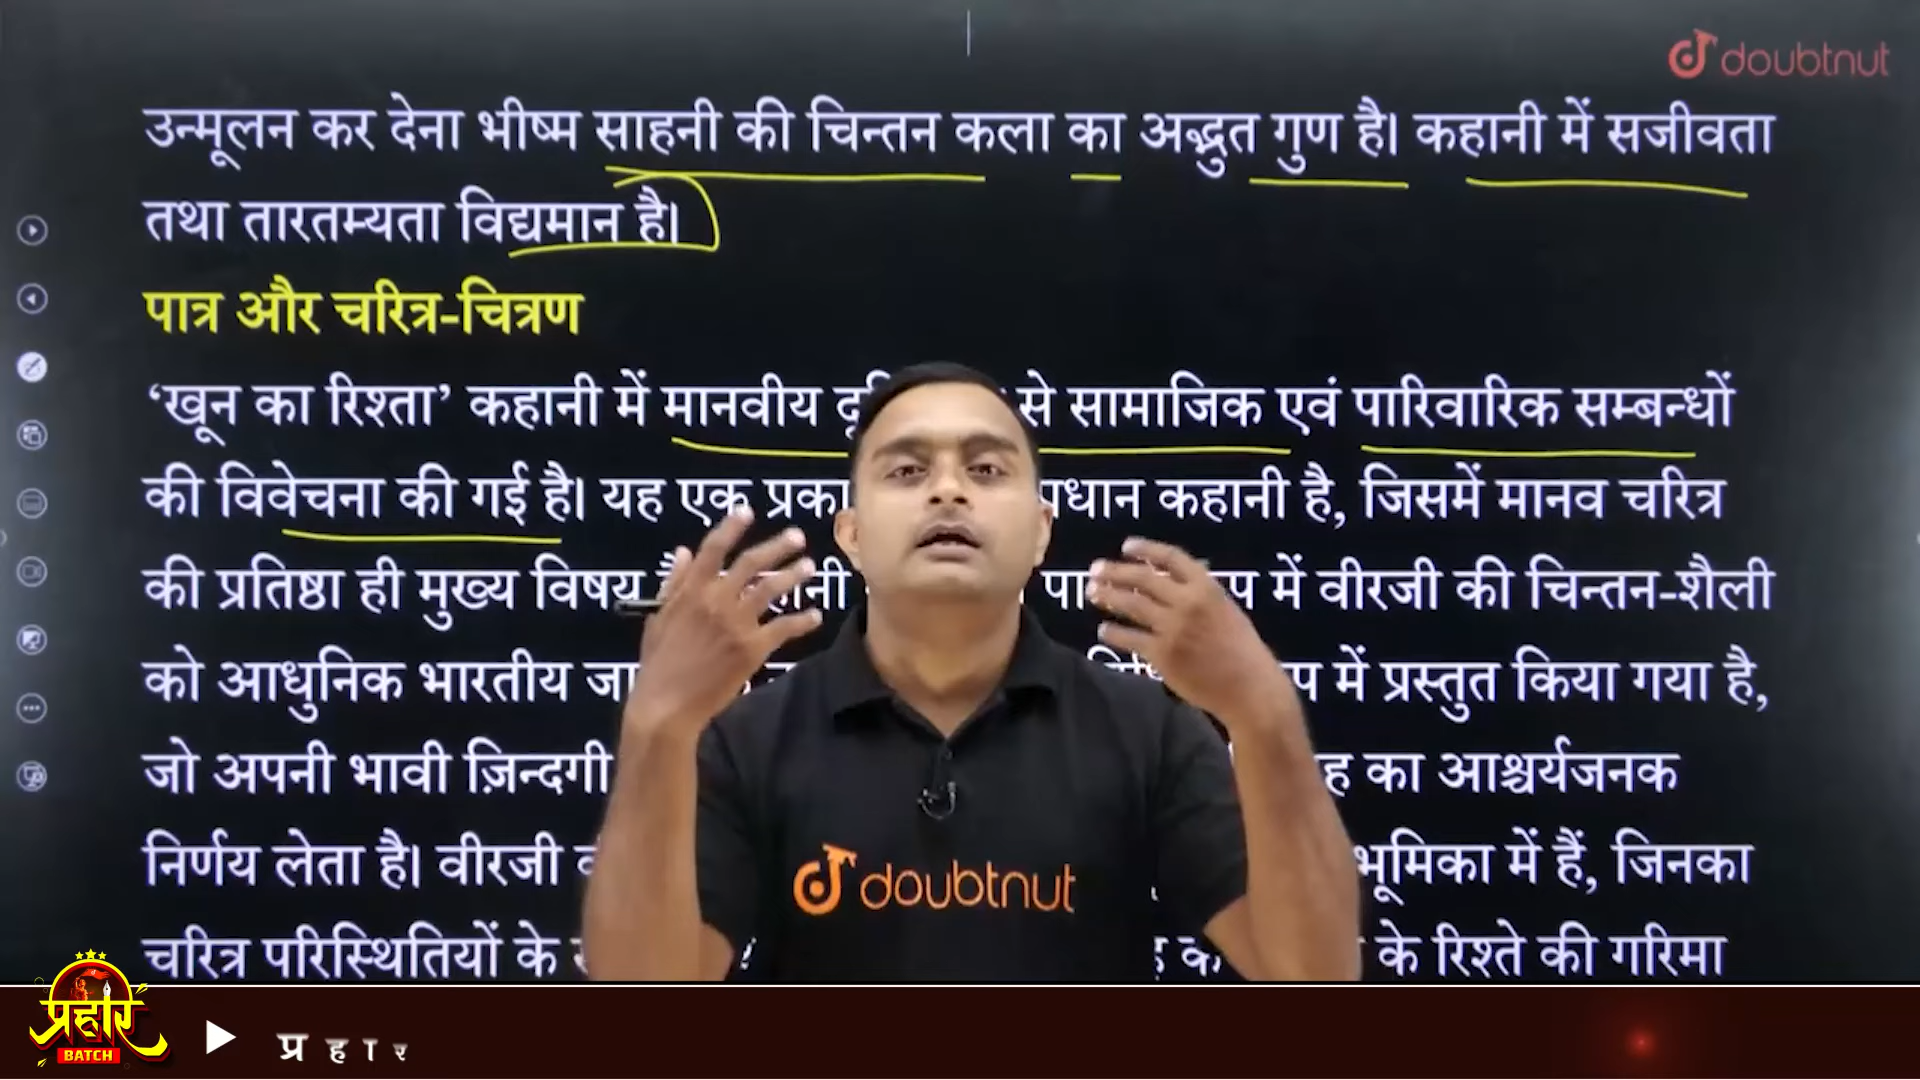 doubtnut
उन्मूलन कर देना भीष्म साहनी की चिन्तन कला का अद्भुत गुण है। कहानी में सजीवता
तथा तारतम्यता विद्यमान है।
पात्र और चरित्र-चित्रण
‘खून का रिश्ता’ कहानी में मानवीय से सामाजिक एवं पारिवारिक सम्बन्धों
की विवेचना की गई है। यह एक कहानी है, जिसमें मानव चरित्र
की प्रतिष्ठा ही मुख्य विषय में वीरजी की चिन्तन-शैली
को आधुनिक भारतीय में प्रस्तुत किया गया है,
जो अपनी भावी ज़िन्दगी का आश्चर्यजनक
निर्णय लेता है। वीरजी भूमिका में हैं, जिनका
चरित्र परिस्थितियों के के रिश्ते की गरिमा
doubtnut
प्रहार
BATCH
प्रहार